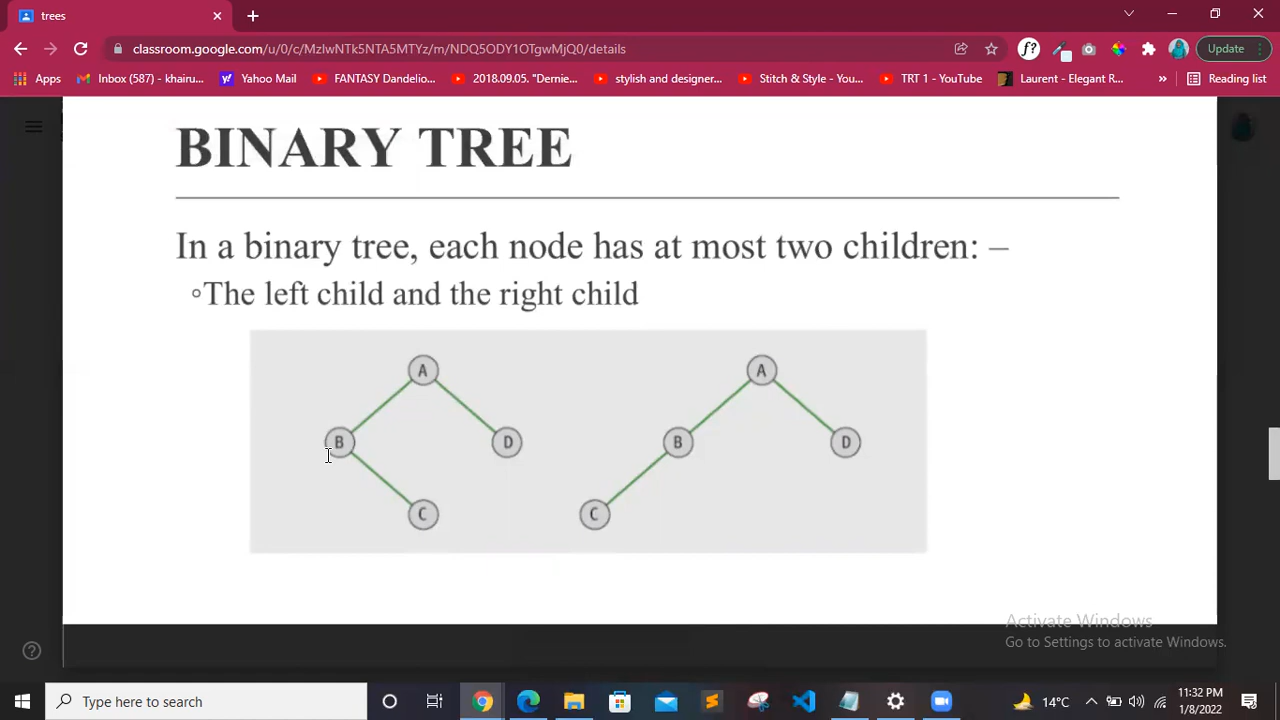 trees
classroom.google.com/u/0/c/MzIwNTk5NTA5MTYz/m/NDQ5ODY1OTgwMjQ0/details
f?
Update
Apps
Inbox (587) - khairu...
Yahoo Mail
FANTASY Dandelio...
2018.09.05. "Dernie...
stylish and designer...
Stitch & Style - You...
TRT 1 - YouTube
Laurent - Elegant R...
»
Reading list
BINARY TREE
In a binary tree, each node has at most two children: –
◦The left child and the right child
A A
B D B D
C C
Activate Windows
Go to Settings to activate Windows.
Type here to search
14°C
11:32 PM
1/8/2022